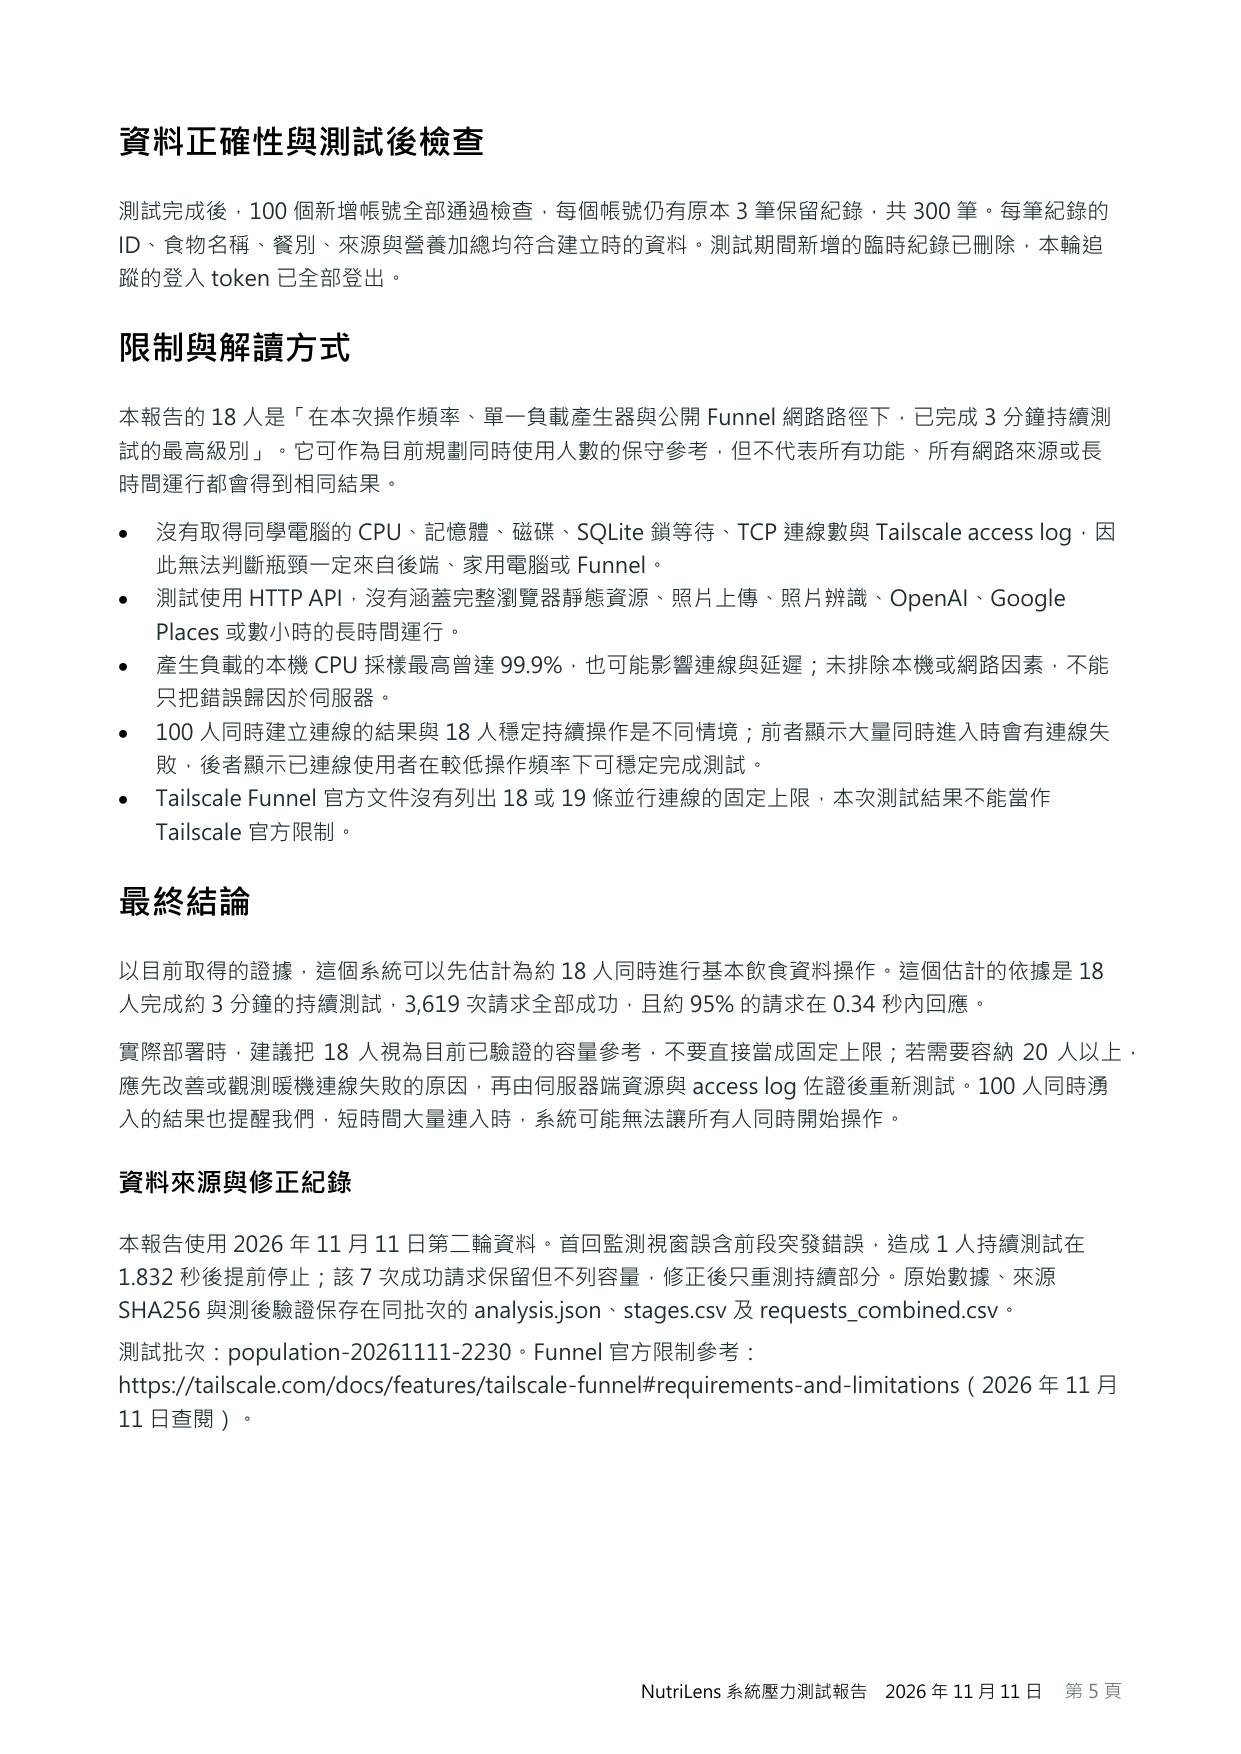 資料正確性與測試後檢查
測試完成後，100 個新增帳號全部通過檢查，每個帳號仍有原本 3 筆保留紀錄，共 300 筆。每筆紀錄的
ID、食物名稱、餐別、來源與營養加總均符合建立時的資料。測試期間新增的臨時紀錄已刪除，本輪追
蹤的登入 token 已全部登出。
限制與解讀方式
本報告的 18 人是「在本次操作頻率、單一負載產生器與公開 Funnel 網路路徑下，已完成 3 分鐘持續測
試的最高級別」。它可作為目前規劃同時使用人數的保守參考，但不代表所有功能、所有網路來源或長
時間運行都會得到相同結果。
• 沒有取得同學電腦的 CPU、記憶體、磁碟、SQLite 鎖等待、TCP 連線數與 Tailscale access log，因
此無法判斷瓶頸一定來自後端、家用電腦或 Funnel。
• 測試使用 HTTP API，沒有涵蓋完整瀏覽器靜態資源、照片上傳、照片辨識、OpenAI、Google
Places 或數小時的長時間運行。
• 產生負載的本機 CPU 採樣最高曾達 99.9%，也可能影響連線與延遲；未排除本機或網路因素，不能
只把錯誤歸因於伺服器。
• 100 人同時建立連線的結果與 18 人穩定持續操作是不同情境；前者顯示大量同時進入時會有連線失
敗，後者顯示已連線使用者在較低操作頻率下可穩定完成測試。
• Tailscale Funnel 官方文件沒有列出 18 或 19 條並行連線的固定上限，本次測試結果不能當作
Tailscale 官方限制。
最終結論
以目前取得的證據，這個系統可以先估計為約 18 人同時進行基本飲食資料操作。這個估計的依據是 18
人完成約 3 分鐘的持續測試，3,619 次請求全部成功，且約 95% 的請求在 0.34 秒內回應。
實際部署時，建議把 18 人視為目前已驗證的容量參考，不要直接當成固定上限；若需要容納 20 人以上，
應先改善或觀測暖機連線失敗的原因，再由伺服器端資源與 access log 佐證後重新測試。100 人同時湧
入的結果也提醒我們，短時間大量連入時，系統可能無法讓所有人同時開始操作。
資料來源與修正紀錄
本報告使用 2026 年 11 月 11 日第二輪資料。首回監測視窗誤含前段突發錯誤，造成 1 人持續測試在
1.832 秒後提前停止；該 7 次成功請求保留但不列容量，修正後只重測持續部分。原始數據、來源
SHA256 與測後驗證保存在同批次的 analysis.json、stages.csv 及 requests_combined.csv。
測試批次：population-20261111-2230。Funnel 官方限制參考：
https://tailscale.com/docs/features/tailscale-funnel#requirements-and-limitations（2026 年 11 月
11 日查閱）。
NutriLens 系統壓力測試報告 2026 年 11 月 11 日 第 5 頁